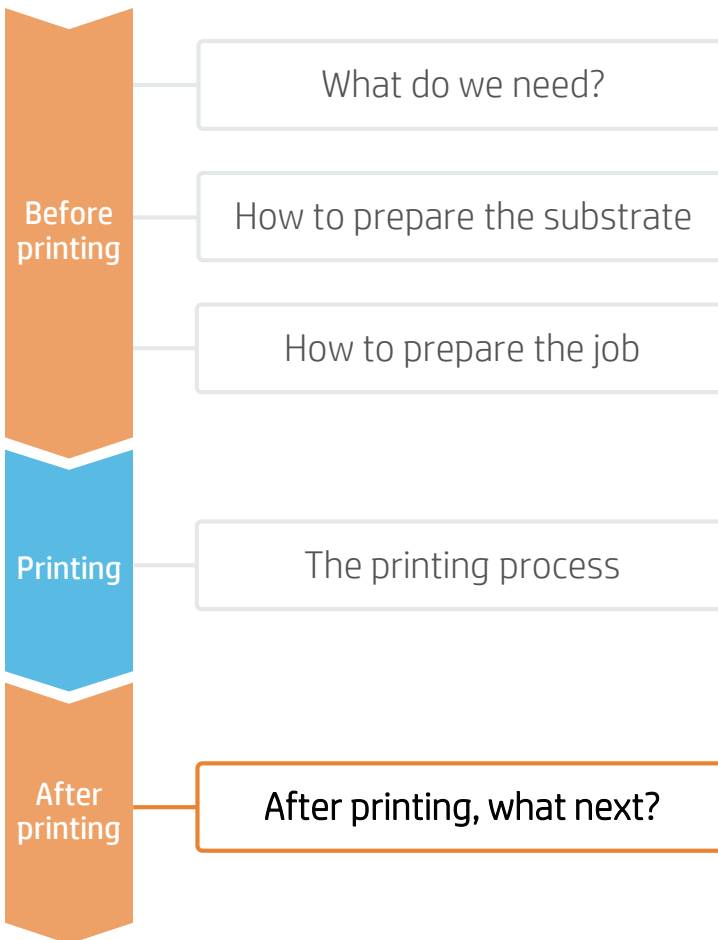 What do we need?
Before
printing
How to prepare the substrate
How to prepare the job
Printing
The printing process
After
printing
After printing, what next?